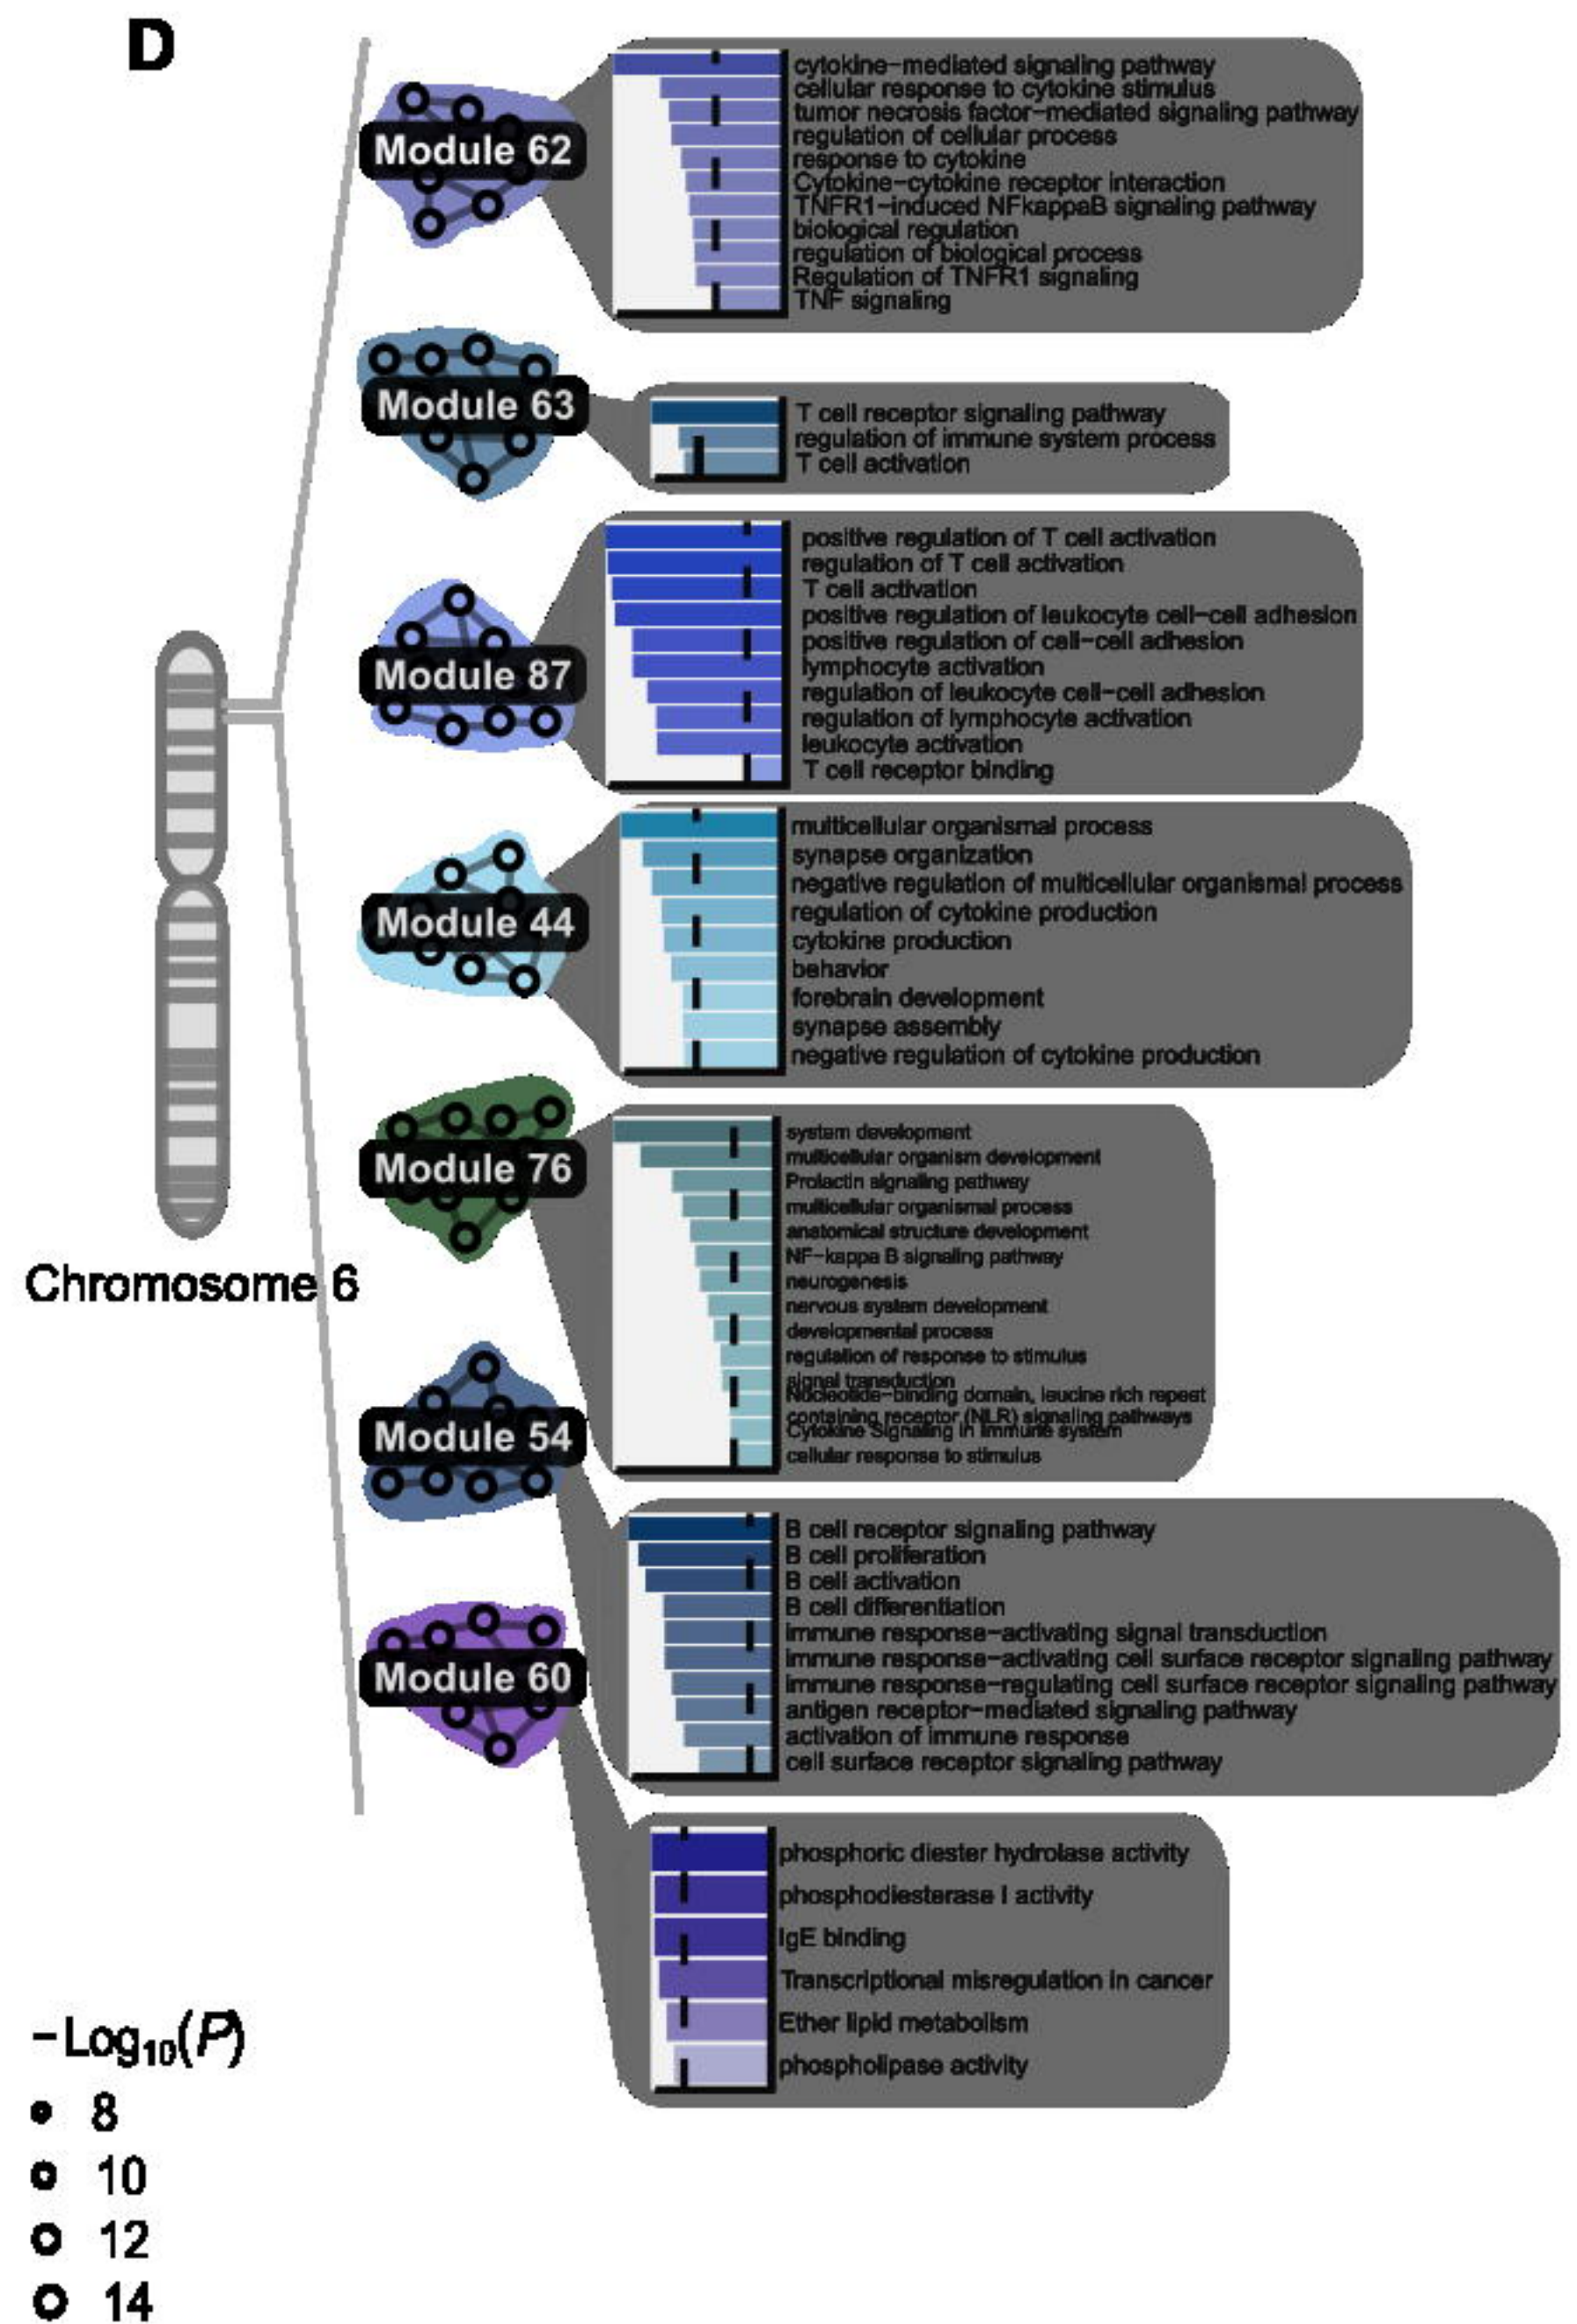 D
Module 62
cytokine-mediated signaling pathway
cellular response to cytokine stimulus
tumor necrosis factor-mediated signaling pathway
regulation of cellular process
response to cytokine
Cytokine-cytokine receptor interaction
TNFR1-induced NFkappaB signaling pathway
biological regulation
regulation of biological process
Regulation of TNFR1 signaling
TNF signaling
Module 63
T cell receptor signaling pathway
regulation of immune system process
T cell activation
Module 87
positive regulation of T cell activation
regulation of T cell activation
T cell activation
positive regulation of leukocyte cell-cell adhesion
positive regulation of cell-cell adhesion
lymphocyte activation
regulation of leukocyte cell-cell adhesion
regulation of lymphocyte activation
leukocyte activation
T cell receptor binding
Module 44
multicellular organismal process
synapse organization
negative regulation of multicellular organismal process
regulation of cytokine production
cytokine production
behavior
forebrain development
synapse assembly
negative regulation of cytokine production
Module 76
system development
multicellular organism development
Prolactin signaling pathway
multicellular organismal process
anatomical structure development
NF-kappa B signaling pathway
neurogenesis
nervous system development
developmental process
regulation of response to stimulus
signal transduction
Nucleotide-binding domain, leucine rich repeat
containing receptor (NLR) signaling pathways
Cytokine Signaling in Immune system
cellular response to stimulus
Chromosome 6
Module 54
B cell receptor signaling pathway
B cell proliferation
B cell activation
B cell differentiation
immune response-activating signal transduction
immune response-activating cell surface receptor signaling pathway
immune response-regulating cell surface receptor signaling pathway
antigen receptor-mediated signaling pathway
activation of immune response
cell surface receptor signaling pathway
Module 60
phosphoric diester hydrolase activity
phosphodiesterase I activity
IgE binding
Transcriptional misregulation in cancer
Ether lipid metabolism
phospholipase activity
-Log10(P)
8
10
12
14